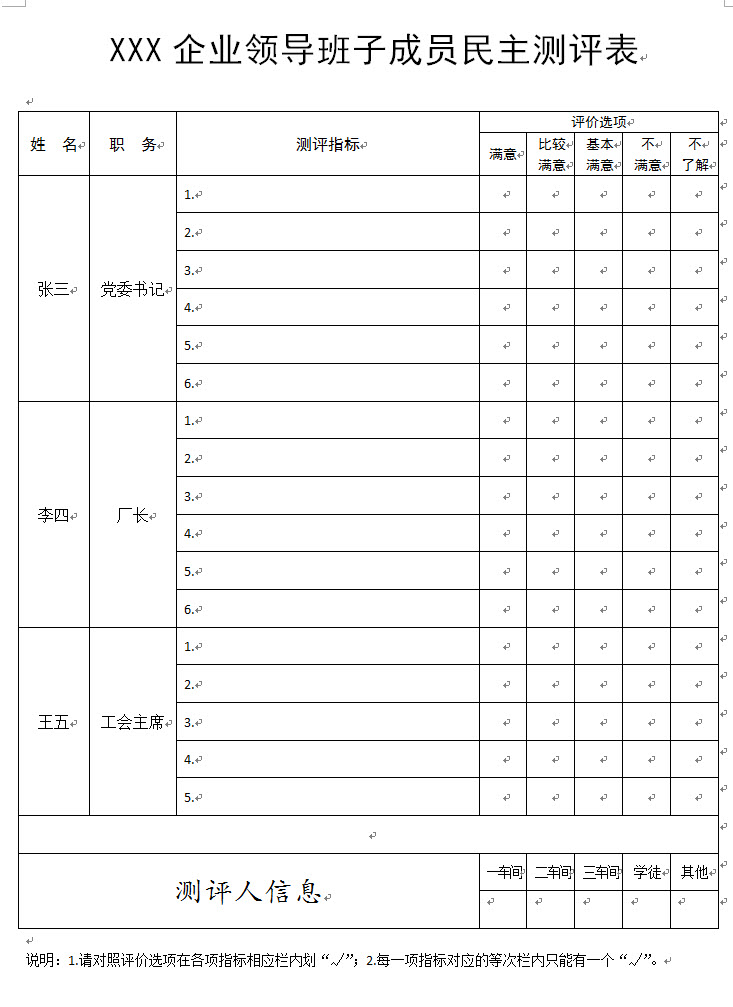 XXX 企业领导班子成员民主测评表
姓 名 职 务 测评指标 评价选项
满意 比较满意 基本满意 不满意 不了解
张三 党委书记
1.
2.
3.
4.
5.
6.
李四 厂长
1.
2.
3.
4.
5.
6.
王五 工会主席
1.
2.
3.
4.
5.
测评人信息
一车间 二车间 三车间 学徒 其他
说明：1.请对照评价选项在各项指标相应栏内划“√”；2.每一项指标对应的等次栏内只能有一个“√”。